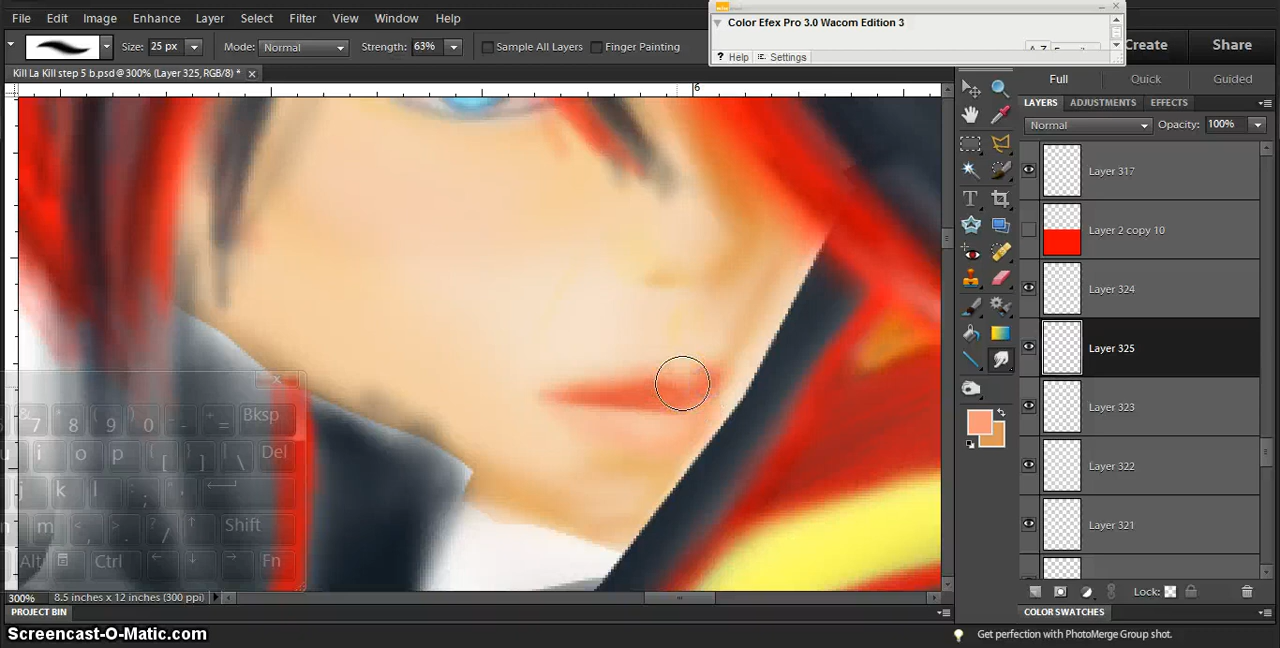 File Edit Image Enhance Layer Select Filter View Window Help
Color Efex Pro 3.0 Wacom Edition 3
? Help Settings
Create Share
Size: 25 px Mode: Normal Strength: 63% Sample All Layers Finger Painting
Kill La Kill step 5 b.psd @ 300% (Layer 325, RGB/8) *
Full Quick Guided
6
LAYERS ADJUSTMENTS EFFECTS
Normal Opacity: 100%
Layer 317
Layer 2 copy 10
Layer 324
Layer 325
Layer 323
Layer 322
Layer 321
& 7 8 9 0 - = Bksp
u i o p [ ] \ Del
j k l ; '
n m , . / Shift
Alt Ctrl Fn
300% 8.5 inches x 12 inches (300 ppi)
Lock:
PROJECT BIN
COLOR SWATCHES
Screencast-O-Matic.com
Get perfection with PhotoMerge Group shot.